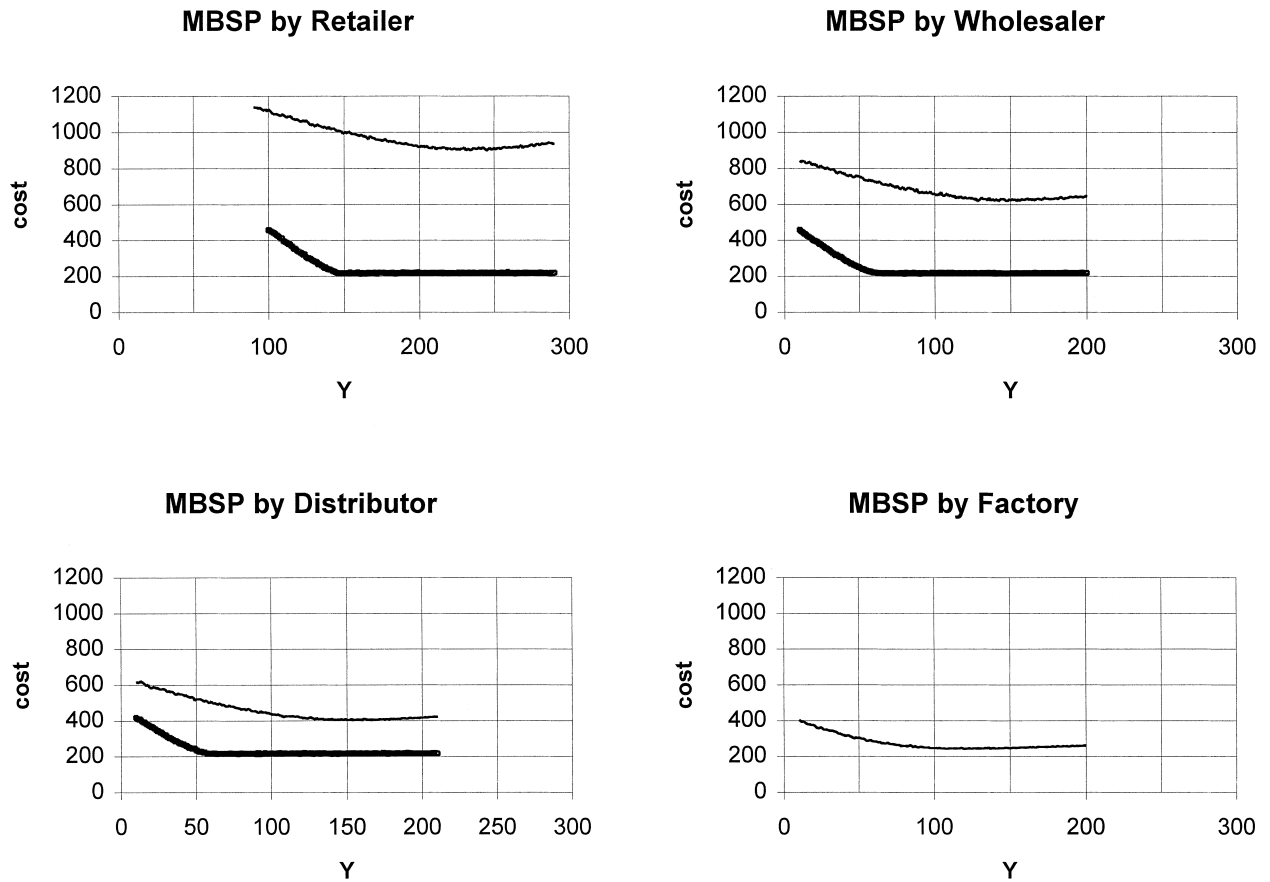 MBSP by Retailer
1200
1000
800
600
400
200
0
cost
0 100 200 300
Y
MBSP by Wholesaler
1200
1000
800
600
400
200
0
cost
0 100 200 300
Y
MBSP by Distributor
1200
1000
800
600
400
200
0
cost
0 50 100 150 200 250 300
Y
MBSP by Factory
1200
1000
800
600
400
200
0
cost
0 100 200 300
Y